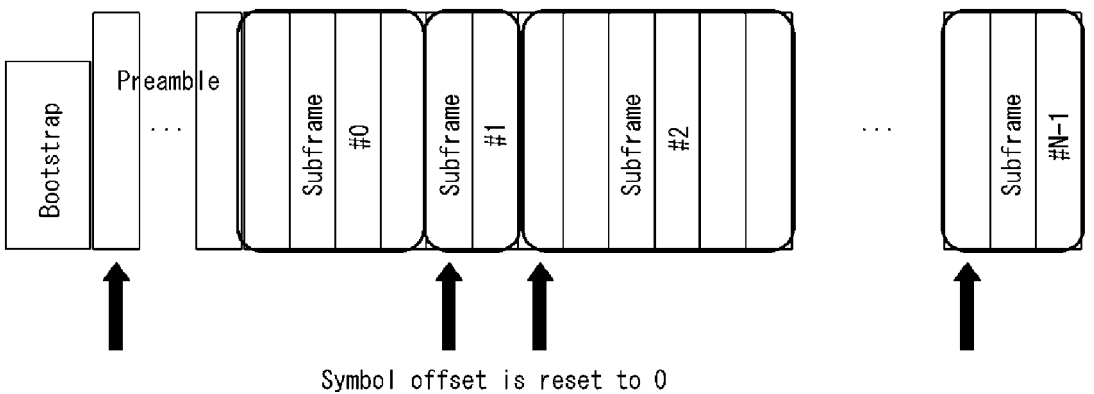 Bootstrap
Preamble
...
Subframe
#0
Subframe
#1
Subframe
#2
...
Subframe
#N-1
Symbol offset is reset to 0